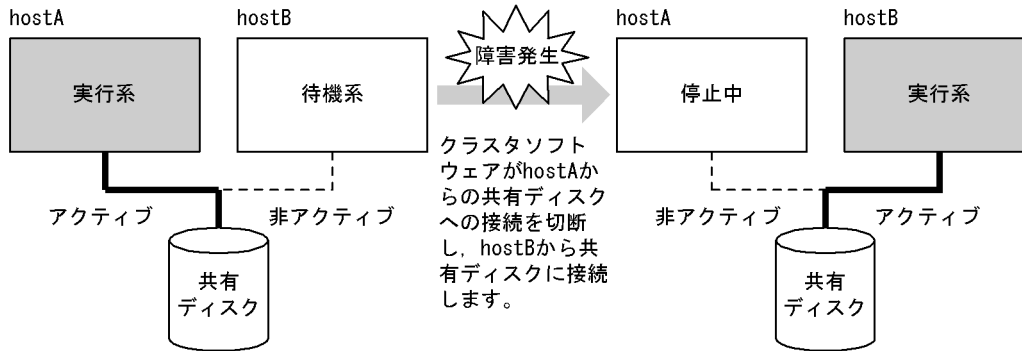 hostA
hostB
実行系
待機系
アクティブ
非アクティブ
共有
ディスク
障害発生
クラスタソフト
ウェアがhostAか
らの共有ディスク
への接続を切断
し，hostBから共
有ディスクに接続
します。
hostA
hostB
停止中
実行系
非アクティブ
アクティブ
共有
ディスク